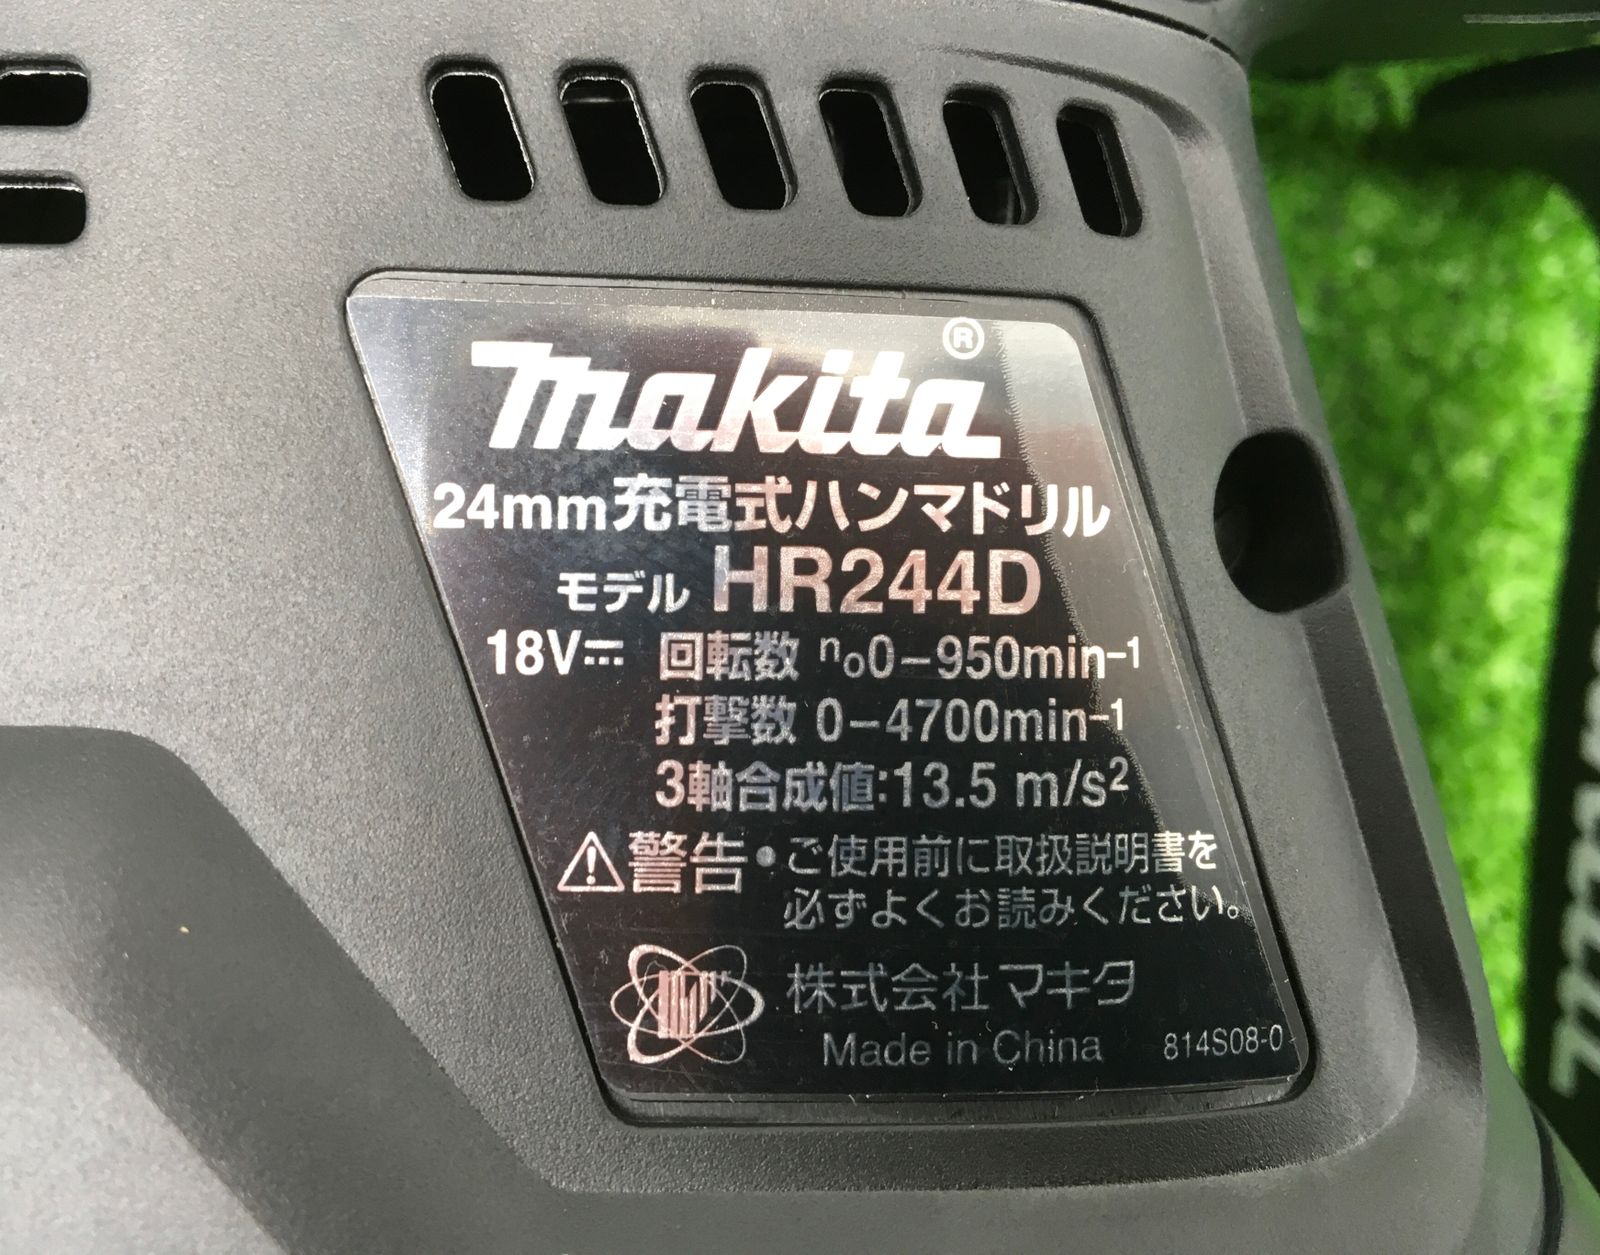 makita®
24mm充電式ハンマドリル
モデル HR244D
18V⎓ 回転数 n₀0-950min⁻¹
打撃数 0-4700min⁻¹
3軸合成値:13.5 m/s²
⚠警告・ご使用前に取扱説明書を
必ずよくお読みください。
株式会社マキタ
Made in China 814S08-0